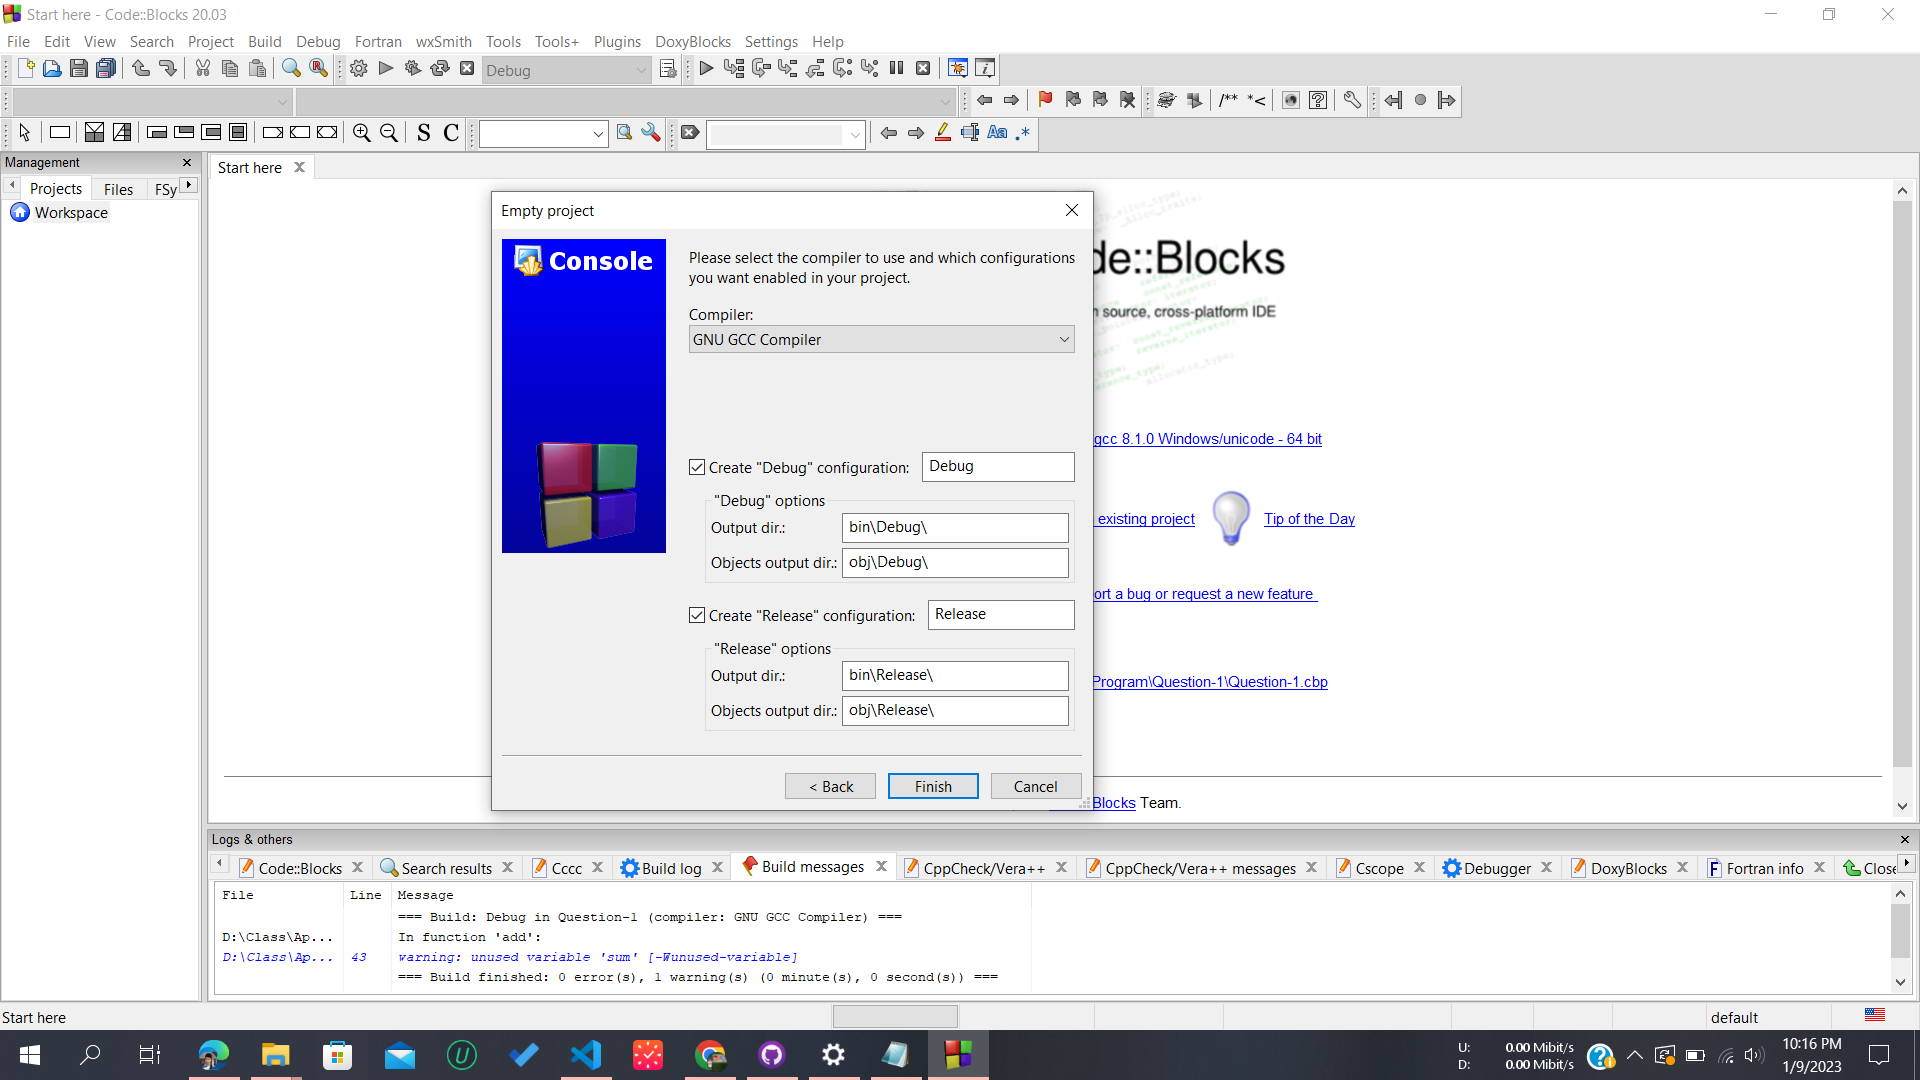 Start here - Code::Blocks 20.03
File Edit View Search Project Build Debug Fortran wxSmith Tools Tools+ Plugins DoxyBlocks Settings Help
Debug
/** *<
S C
Aa .*
Management
Projects Files FSy
Workspace
Start here
Empty project
Console
Please select the compiler to use and which configurations
you want enabled in your project.
Compiler:
GNU GCC Compiler
Create "Debug" configuration: Debug
"Debug" options
Output dir.: bin\Debug\
Objects output dir.: obj\Debug\
Create "Release" configuration: Release
"Release" options
Output dir.: bin\Release\
Objects output dir.: obj\Release\
< Back Finish Cancel
de::Blocks
n source, cross-platform IDE
gcc 8.1.0 Windows/unicode - 64 bit
existing project Tip of the Day
ort a bug or request a new feature
Program\Question-1\Question-1.cbp
Blocks Team.
Logs & others
Code::Blocks Search results Cccc Build log Build messages CppCheck/Vera++ CppCheck/Vera++ messages Cscope Debugger DoxyBlocks Fortran info Close
File Line Message
=== Build: Debug in Question-1 (compiler: GNU GCC Compiler) ===
D:\Class\Ap... In function 'add':
D:\Class\Ap... 43 warning: unused variable 'sum' [-Wunused-variable]
=== Build finished: 0 error(s), 1 warning(s) (0 minute(s), 0 second(s)) ===
Start here default
U: 0.00 Mibit/s
D: 0.00 Mibit/s
10:16 PM
1/9/2023